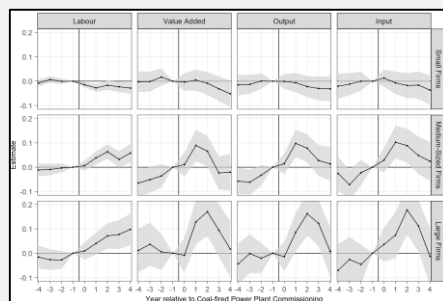 Labour Value Added Output Input
0.2
0.1
0.0
-0.1
Small Firms
0.2
0.1
0.0
-0.1
Medium-Sized Firms
Estimate
0.2
0.1
0.0
-0.1
Large Firms
-4 -3 -2 -1 0 1 2 3 4 -4 -3 -2 -1 0 1 2 3 4 -4 -3 -2 -1 0 1 2 3 4 -4 -3 -2 -1 0 1 2 3 4
Year relative to Coal-fired Power Plant Commissioning